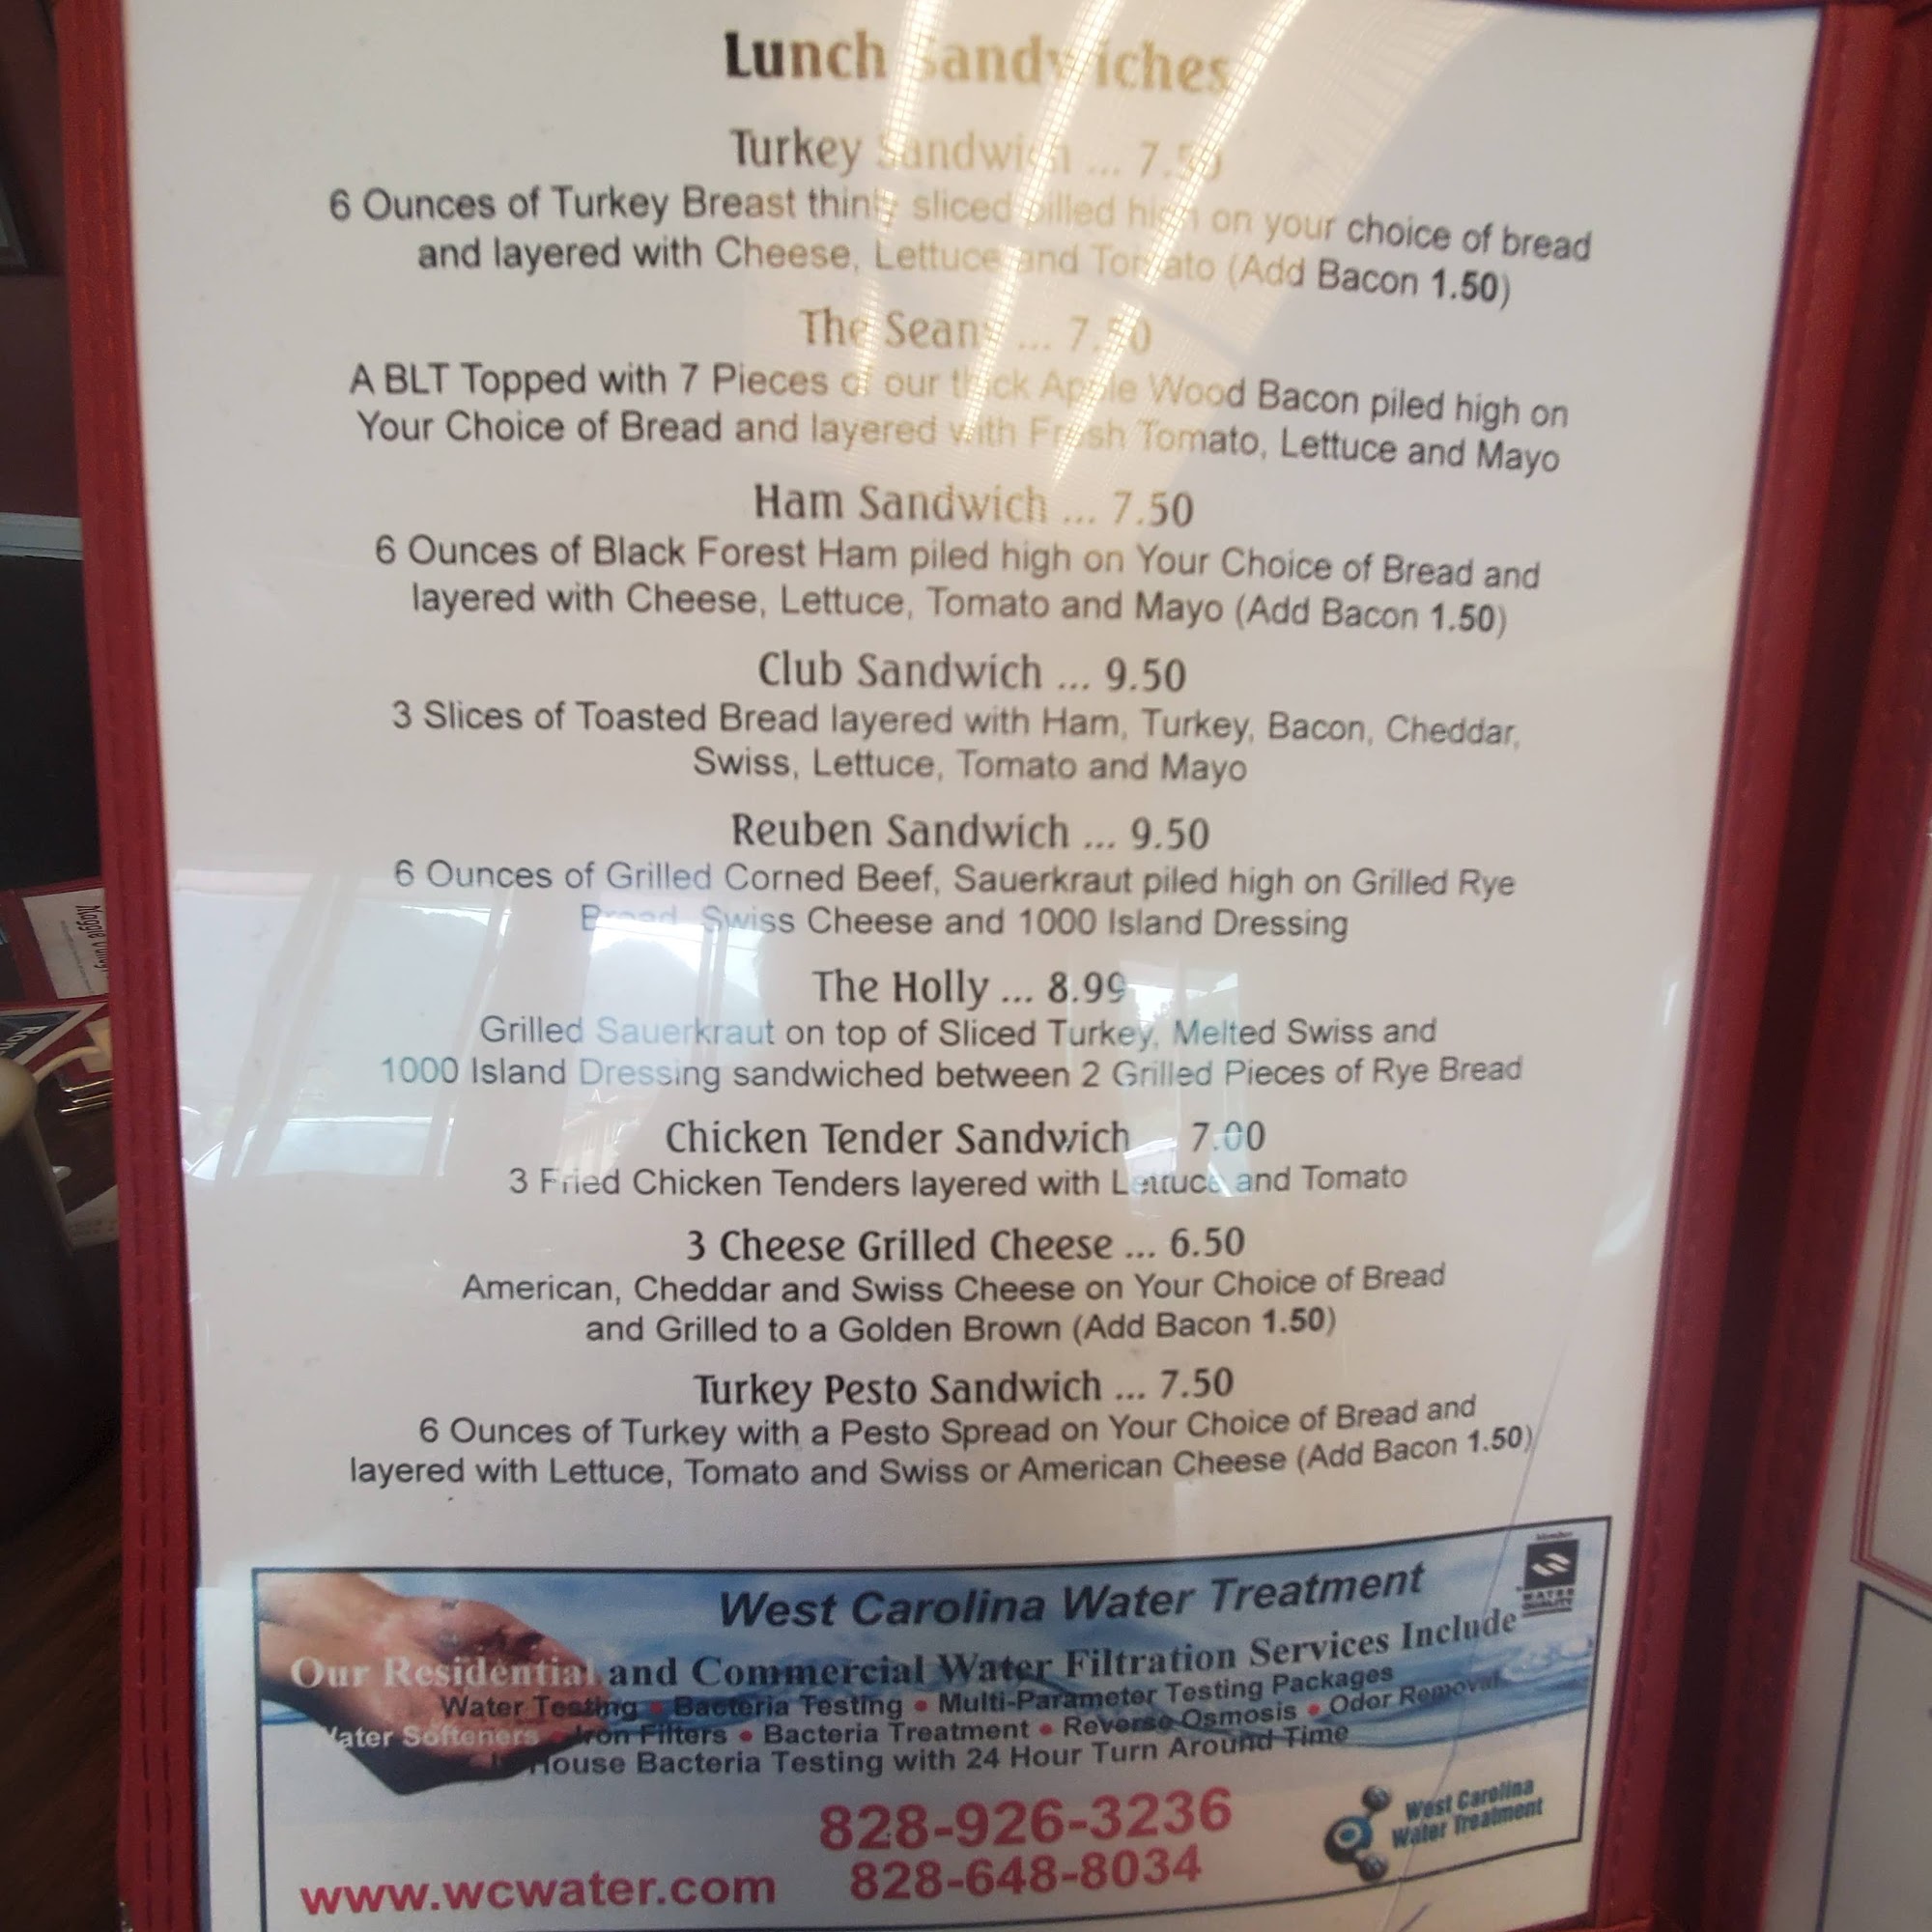 Lunch Sandwiches
Turkey Sandwich ... 7.50
6 Ounces of Turkey Breast thinly sliced pilled high on your choice of bread
and layered with Cheese, Lettuce and Tomato (Add Bacon 1.50)
The Sean ... 7.50
A BLT Topped with 7 Pieces of our thick Apple Wood Bacon piled high on
Your Choice of Bread and layered with Fresh Tomato, Lettuce and Mayo
Ham Sandwich ... 7.50
6 Ounces of Black Forest Ham piled high on Your Choice of Bread and
layered with Cheese, Lettuce, Tomato and Mayo (Add Bacon 1.50)
Club Sandwich ... 9.50
3 Slices of Toasted Bread layered with Ham, Turkey, Bacon, Cheddar,
Swiss, Lettuce, Tomato and Mayo
Reuben Sandwich ... 9.50
6 Ounces of Grilled Corned Beef, Sauerkraut piled high on Grilled Rye
Bread, Swiss Cheese and 1000 Island Dressing
The Holly ... 8.99
Grilled Sauerkraut on top of Sliced Turkey, Melted Swiss and
1000 Island Dressing sandwiched between 2 Grilled Pieces of Rye Bread
Chicken Tender Sandwich 7.00
3 Fried Chicken Tenders layered with Lettuce and Tomato
3 Cheese Grilled Cheese ... 6.50
American, Cheddar and Swiss Cheese on Your Choice of Bread
and Grilled to a Golden Brown (Add Bacon 1.50)
Turkey Pesto Sandwich ... 7.50
6 Ounces of Turkey with a Pesto Spread on Your Choice of Bread and
layered with Lettuce, Tomato and Swiss or American Cheese (Add Bacon 1.50)
West Carolina Water Treatment
Member
WATER
QUALITY
Our Residential and Commercial Water Filtration Services Include
Water Testing • Bacteria Testing • Multi-Parameter Testing Packages
Water Softeners • Iron Filters • Bacteria Treatment • Reverse Osmosis • Odor Removal
House Bacteria Testing with 24 Hour Turn Around Time
828-926-3236
www.wcwater.com 828-648-8034
West Carolina
Water Treatment